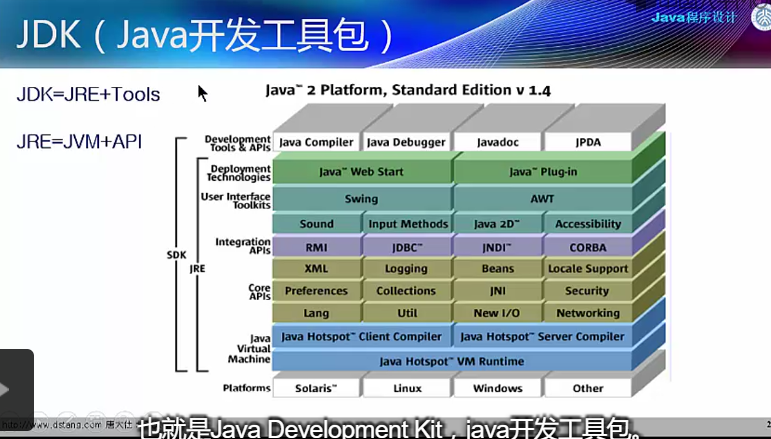 Java程序设计
JDK（Java开发工具包）
JDK=JRE+Tools
JRE=JVM+API
Java™ 2 Platform, Standard Edition v 1.4
Development Tools & APIs
Java Compiler Java Debugger Javadoc JPDA
Deployment Technologies
Java™ Web Start Java™ Plug-in
User Interface Toolkits
Swing AWT
Sound Input Methods Java 2D™ Accessibility
Integration APIs
RMI JDBC™ JNDI™ CORBA
SDK
JRE
XML Logging Beans Locale Support
Core APIs
Preferences Collections JNI Security
Lang Util New I/O Networking
Java Virtual Machine
Java Hotspot™ Client Compiler Java Hotspot™ Server Compiler
Java Hotspot™ VM Runtime
Platforms
Solaris™ Linux Windows Other
http://www.dstang.com 唐大仕
2
也就是Java Development Kit，java开发工具包。